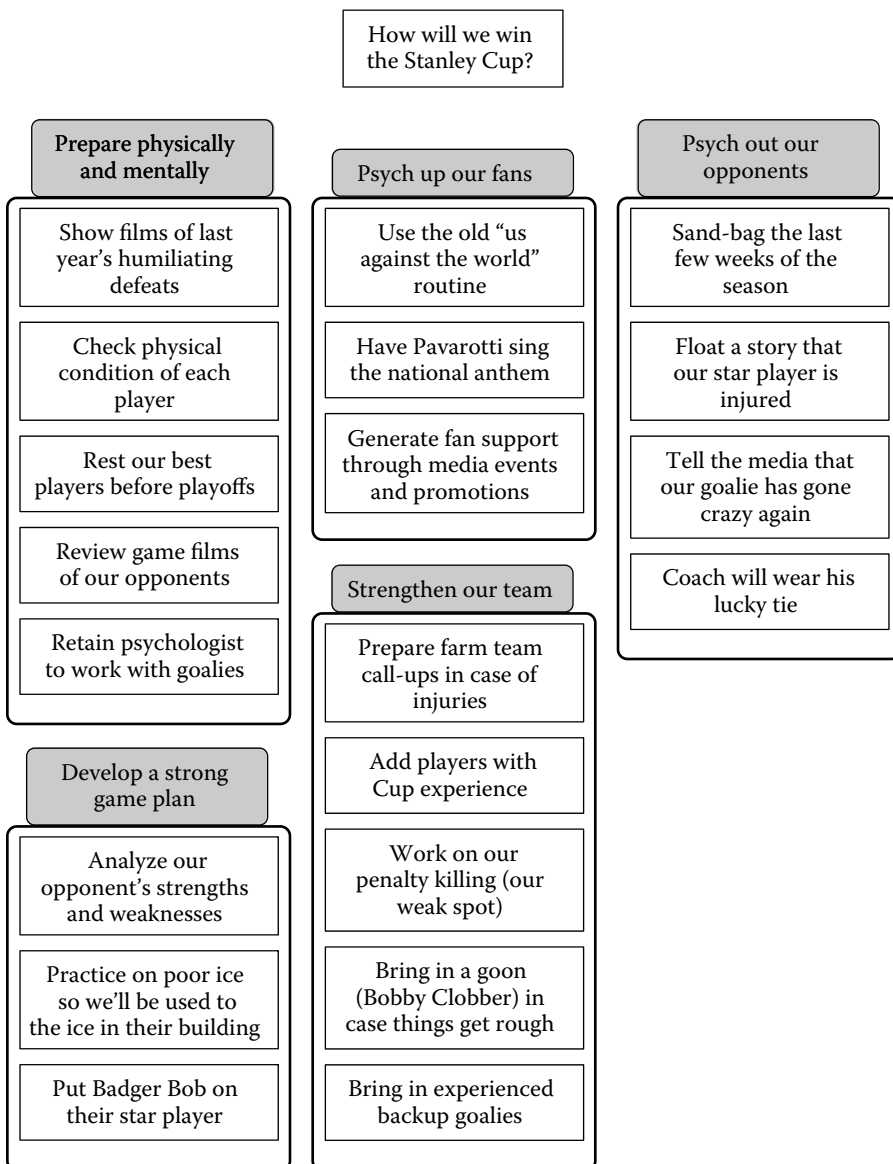 How will we win
the Stanley Cup?
Prepare physically
and mentally
Show films of last
year's humiliating
defeats
Check physical
condition of each
player
Rest our best
players before playoffs
Review game films
of our opponents
Retain psychologist
to work with goalies
Develop a strong
game plan
Analyze our
opponent's strengths
and weaknesses
Practice on poor ice
so we'll be used to
the ice in their building
Put Badger Bob on
their star player
Psych up our fans
Use the old “us
against the world”
routine
Have Pavarotti sing
the national anthem
Generate fan support
through media events
and promotions
Strengthen our team
Prepare farm team
call-ups in case of
injuries
Add players with
Cup experience
Work on our
penalty killing (our
weak spot)
Bring in a goon
(Bobby Clobber) in
case things get rough
Bring in experienced
backup goalies
Psych out our
opponents
Sand-bag the last
few weeks of the
season
Float a story that
our star player is
injured
Tell the media that
our goalie has gone
crazy again
Coach will wear his
lucky tie